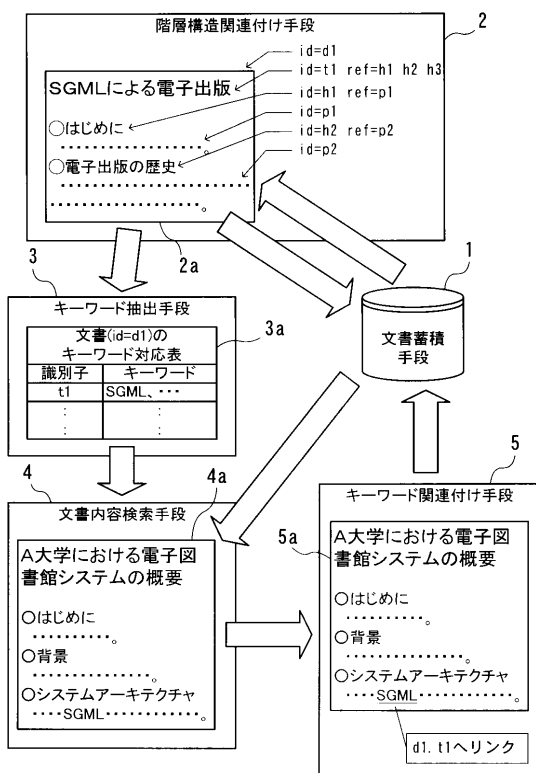 階層構造関連付け手段
2
id=d1
SGMLによる電子出版
id=t1 ref=h1 h2 h3
id=h1 ref=p1
○はじめに
id=p1
・・・・・・・・・・・・・・・・・。
id=h2 ref=p2
○電子出版の歴史
id=p2
・・・・・・・・・・・・・・・・・・・・・・・
・・・・・・・・・・・・・・・・・。
2a
3
キーワード抽出手段
3a
文書(id=d1)の
キーワード対応表
識別子 キーワード
t1 SGML、・・・
: :
: :
1
文書蓄積
手段
4
4a
文書内容検索手段
A大学における電子図
書館システムの概要
○はじめに
・・・・・・・・・・。
○背景
・・・・・・・・・・・・・・・。
○システムアーキテクチャ
・・・・SGML・・・・・・・・・・・・・。
5
キーワード関連付け手段
5a
A大学における電子図
書館システムの概要
○はじめに
・・・・・・・・・・。
○背景
・・・・・・・・・・・・・・・。
○システムアーキテクチャ
・・・・SGML・・・・・・・・・・・・・。
d1. t1へリンク